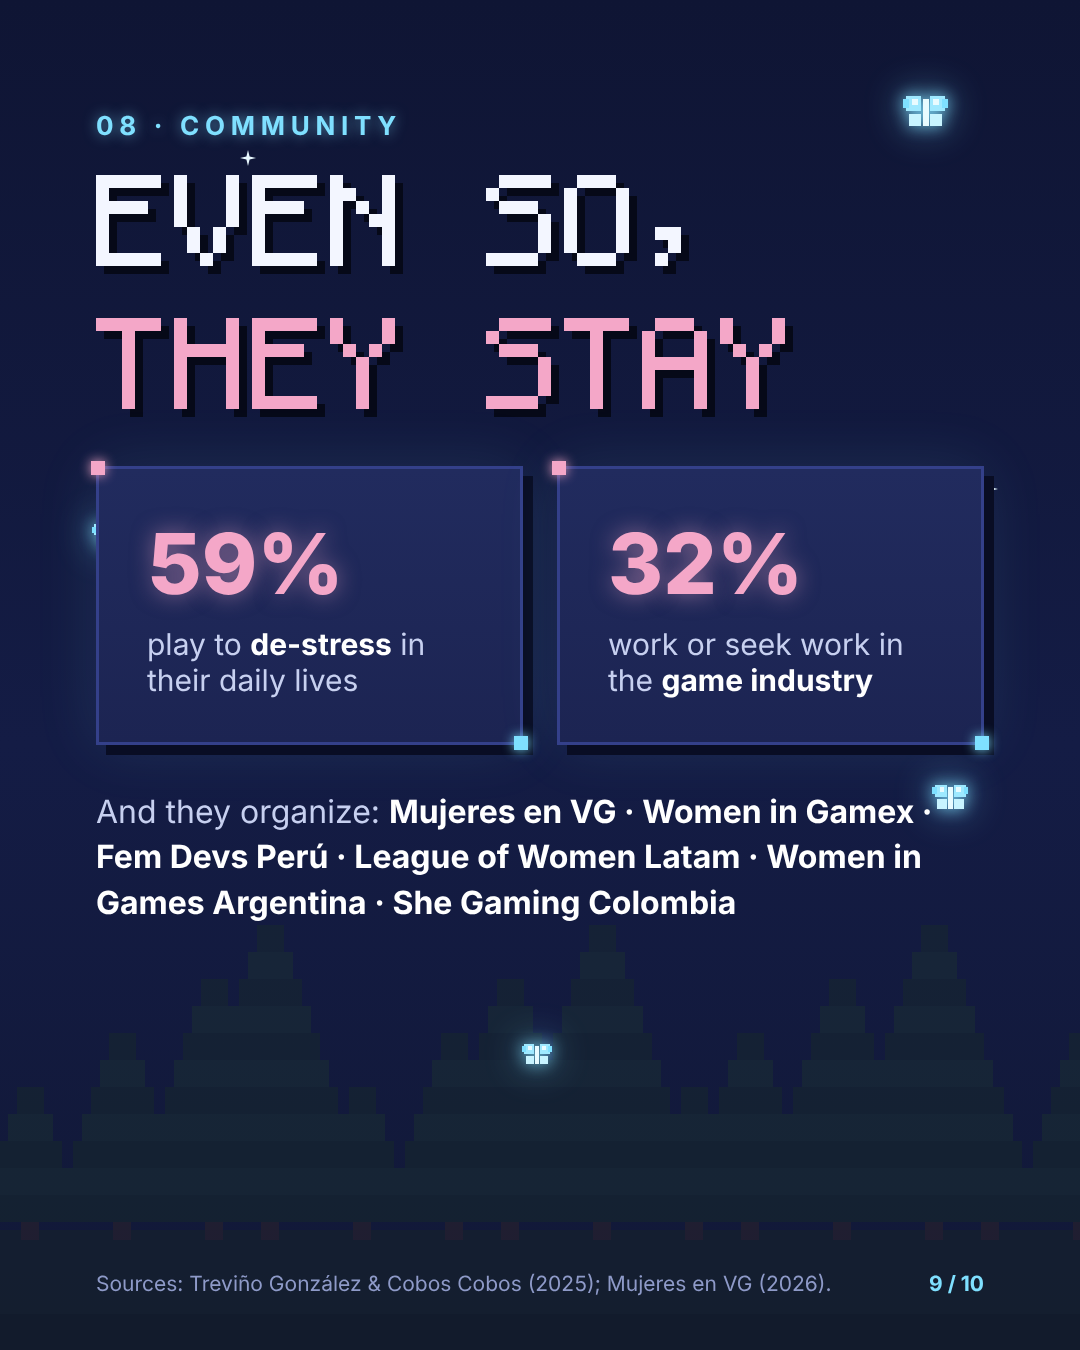 08 · COMMUNITY
EVEN SO,
THEY STAY
59%
play to de-stress in
their daily lives
32%
work or seek work in
the game industry
And they organize: Mujeres en VG · Women in Gamex ·
Fem Devs Perú · League of Women Latam · Women in
Games Argentina · She Gaming Colombia
Sources: Treviño González & Cobos Cobos (2025); Mujeres en VG (2026).
9 / 10